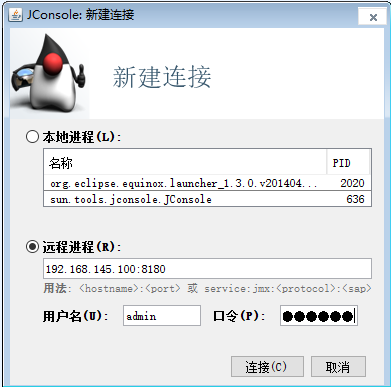 JConsole: 新建连接
新建连接
本地进程(L):
名称 PID
org.eclipse.equinox.launcher_1.3.0.v201404... 2020
sun.tools.jconsole.JConsole 636
远程进程(R):
192.168.145.100:8180
用法: <hostname>:<port> 或 service:jmx:<protocol>:<sap>
用户名(U): admin 口令(P): ●●●●●●
连接(C) 取消